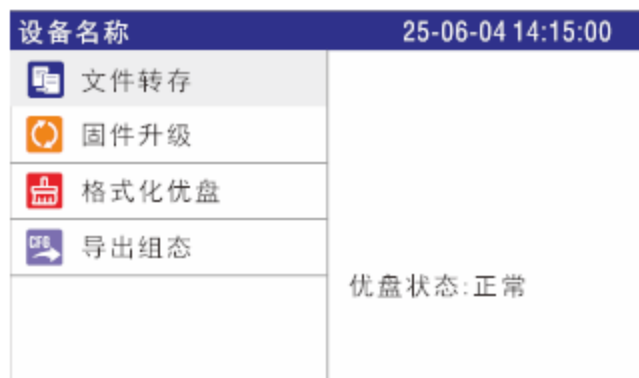 设备名称 25-06-04 14:15:00
文件转存
固件升级
格式化优盘
CFG 导出组态
优盘状态:正常